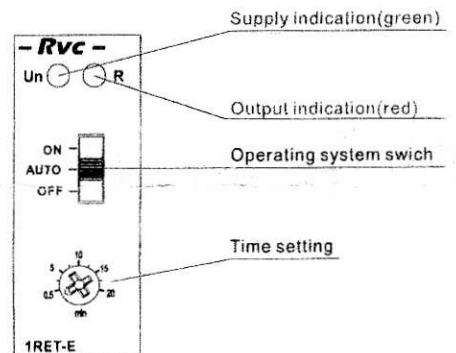 Supply indication(green)
– Rvc –
Un R
Output indication(red)
ON
AUTO
OFF
Operating system swich
Time setting
0.5 5 10 15 20
min
1RET-E